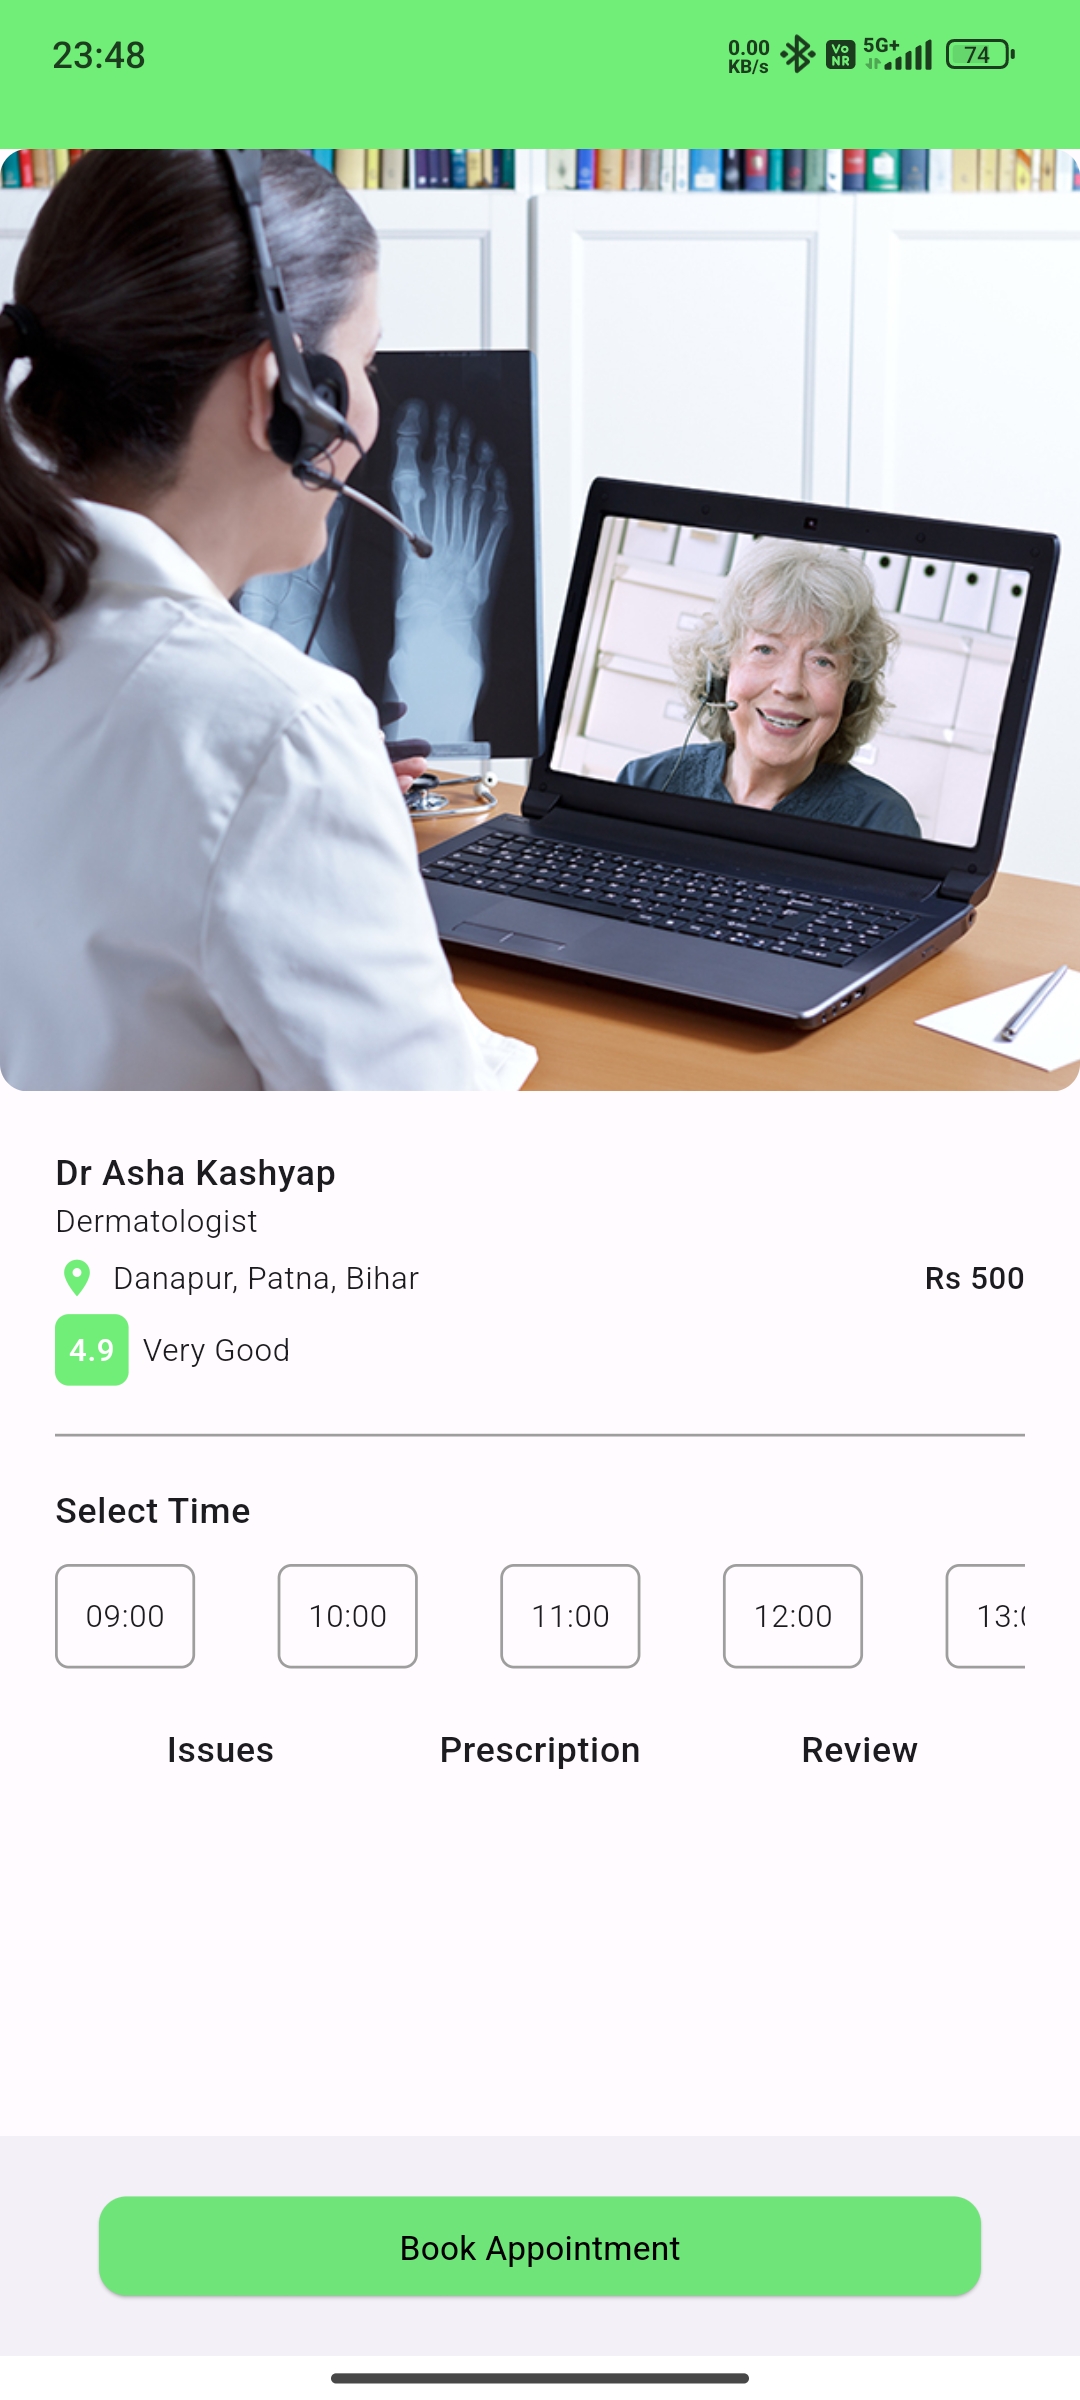 23:48
0.00
KB/s
Vo
NR
5G+
74
Dr Asha Kashyap
Dermatologist
Danapur, Patna, Bihar
Rs 500
4.9 Very Good
Select Time
09:00 10:00 11:00 12:00 13:0
Issues Prescription Review
Book Appointment